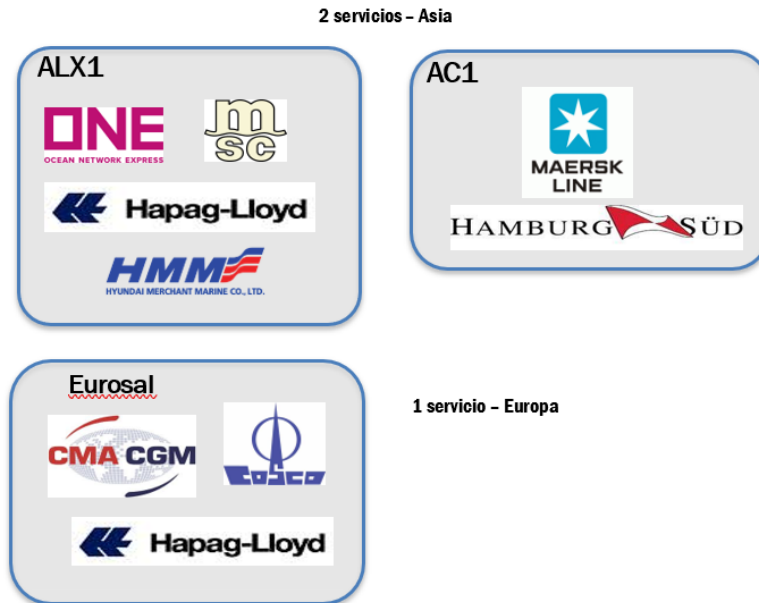 2 servicios – Asia
ALX1
ONE
OCEAN NETWORK EXPRESS
m
SC
Hapag-Lloyd
HMM
HYUNDAI MERCHANT MARINE CO., LTD.
AC1
MAERSK
LINE
HAMBURG SÜD
Eurosal
CMA CGM
COSCO
Hapag-Lloyd
1 servicio – Europa